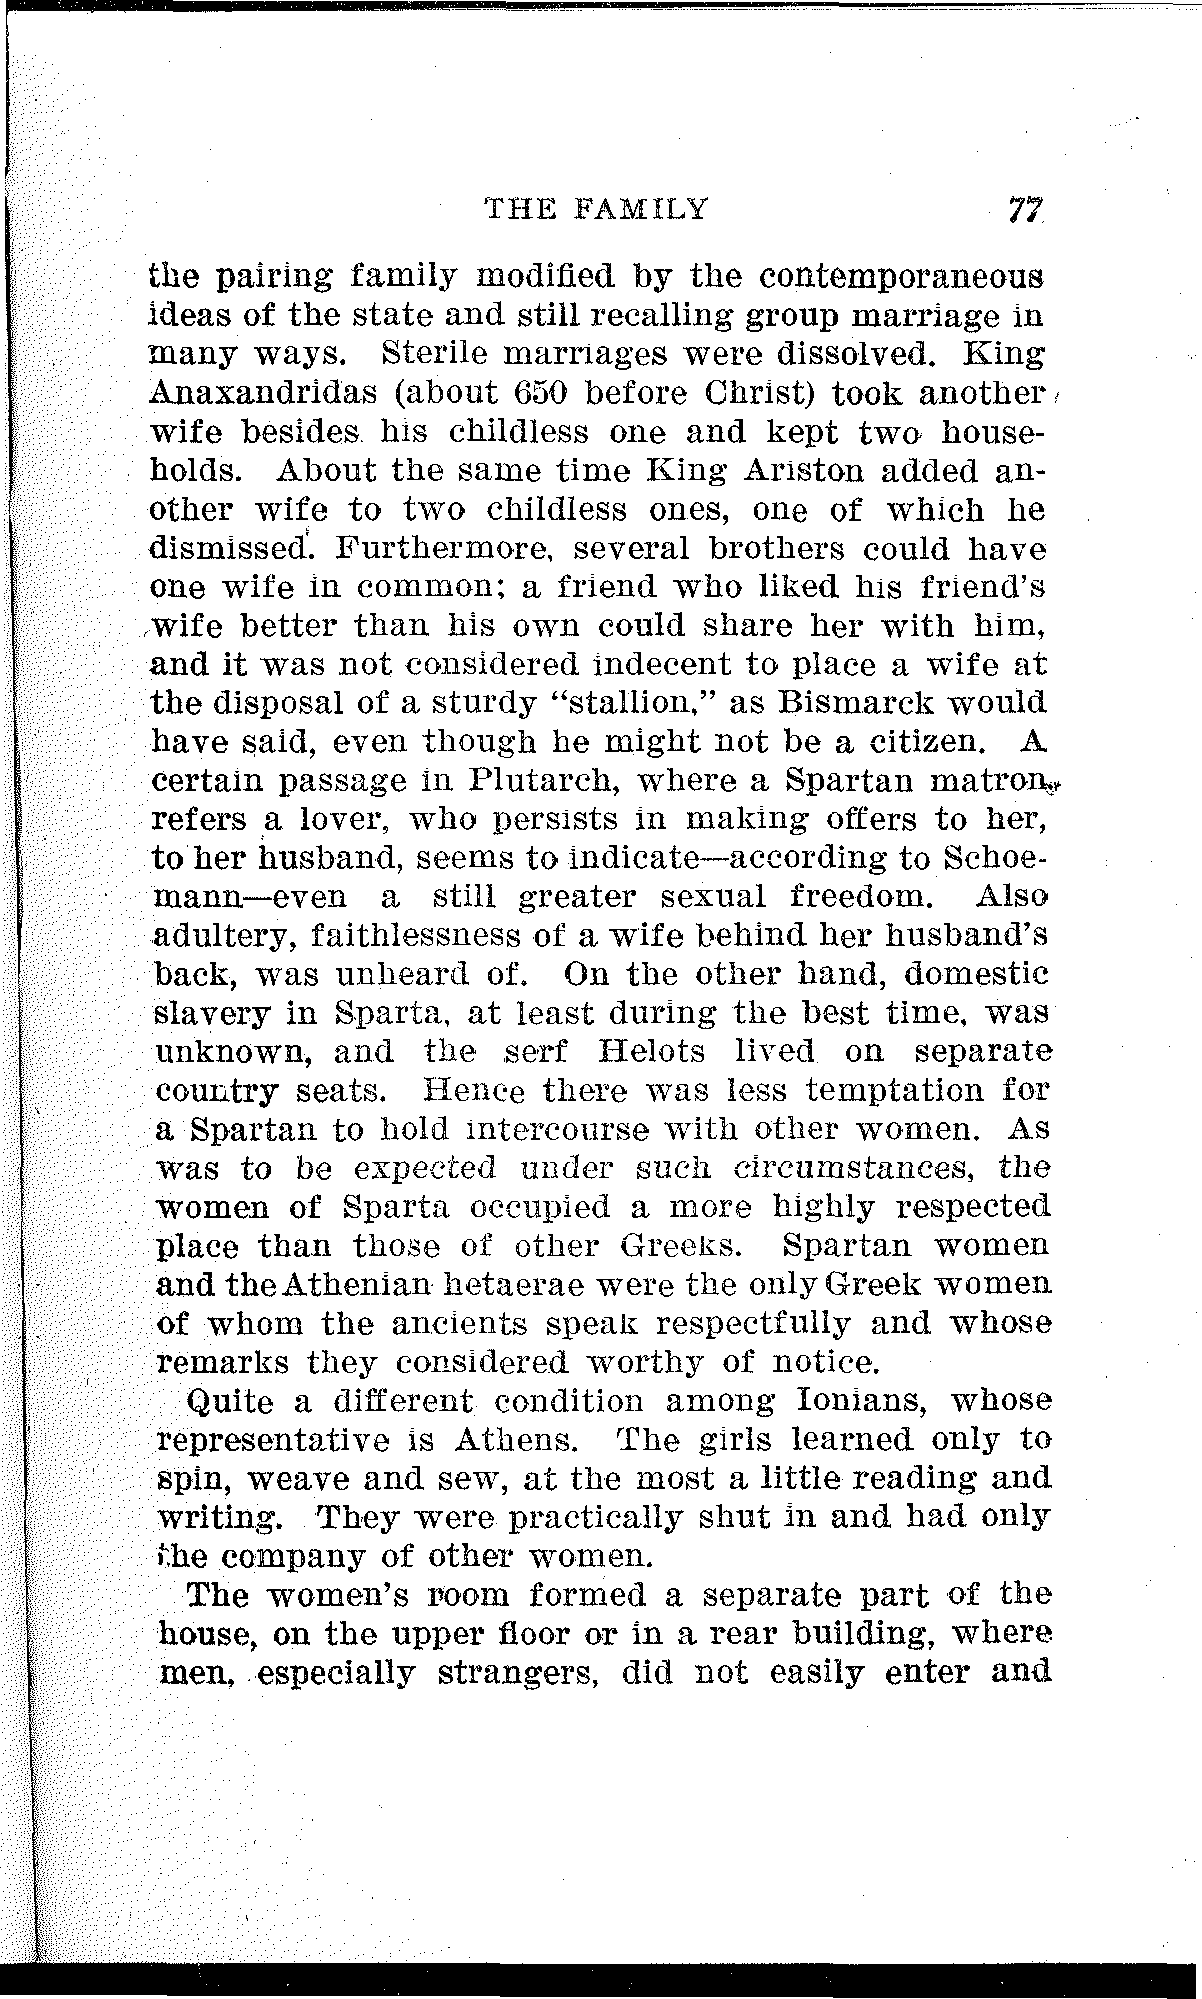 THE FAMILY 77
the pairing family modified by the contemporaneous
ideas of the state and still recalling group marriage in
many ways. Sterile marriages were dissolved. King
Anaxandridas (about 650 before Christ) took another
wife besides his childless one and kept two house-
holds. About the same time King Ariston added an-
other wife to two childless ones, one of which he
dismissed. Furthermore, several brothers could have
one wife in common; a friend who liked his friend's
wife better than his own could share her with him,
and it was not considered indecent to place a wife at
the disposal of a sturdy “stallion,” as Bismarck would
have said, even though he might not be a citizen. A
certain passage in Plutarch, where a Spartan matron
refers a lover, who persists in making offers to her,
to her husband, seems to indicate—according to Schoe-
mann—even a still greater sexual freedom. Also
adultery, faithlessness of a wife behind her husband's
back, was unheard of. On the other hand, domestic
slavery in Sparta, at least during the best time, was
unknown, and the serf Helots lived on separate
country seats. Hence there was less temptation for
a Spartan to hold intercourse with other women. As
was to be expected under such circumstances, the
women of Sparta occupied a more highly respected
place than those of other Greeks. Spartan women
and the Athenian hetaerae were the only Greek women
of whom the ancients speak respectfully and whose
remarks they considered worthy of notice.
Quite a different condition among Ionians, whose
representative is Athens. The girls learned only to
spin, weave and sew, at the most a little reading and
writing. They were practically shut in and had only
the company of other women.
The women's room formed a separate part of the
house, on the upper floor or in a rear building, where
men, especially strangers, did not easily enter and